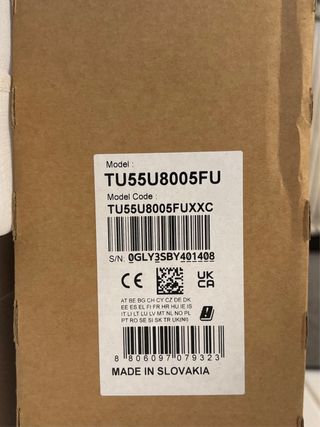 Model :
TU55U8005FU
Model Code :
TU55U8005FUXXC
S/N: 0GLY3SBY401408
CE
UK
CA
AT BE BG CH CY CZ DE DK
EE ES EL FI FR HR HU IE IS
IT LI LT LU LV MT NL NO PL
PT RO SE SI SK TR UK(NI)
8 806097 079323
MADE IN SLOVAKIA